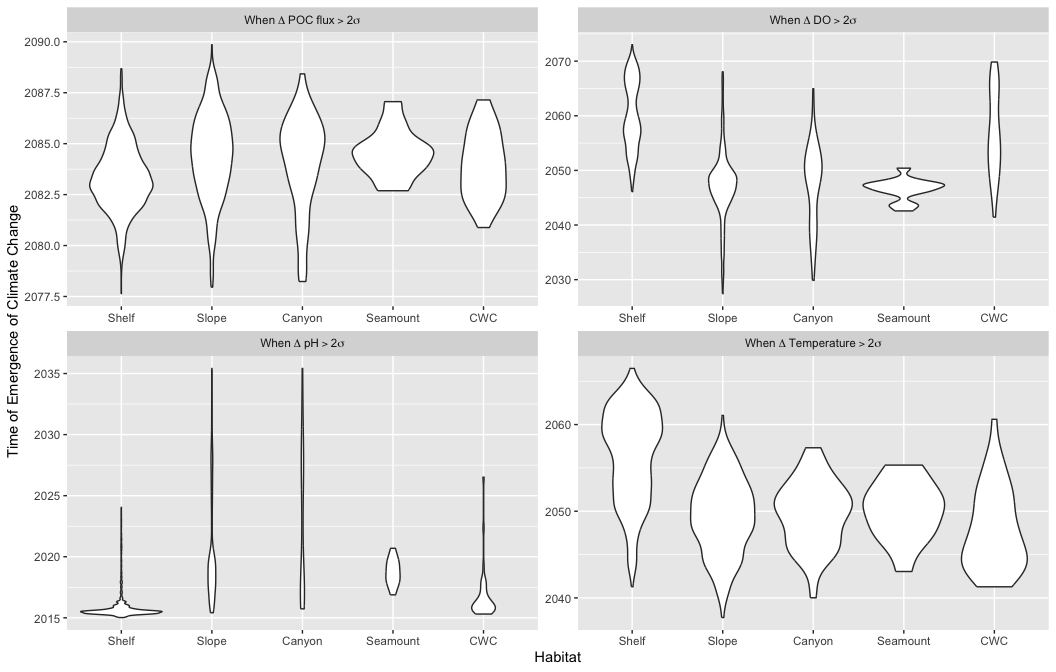 When Δ POC flux > 2σ
When Δ DO > 2σ
Time of Emergence of Climate Change
2090.0
2087.5
2085.0
2082.5
2080.0
2077.5
Shelf
Slope
Canyon
Seamount
CWC
2070
2060
2050
2040
2030
Shelf
Slope
Canyon
Seamount
CWC
When Δ pH > 2σ
When Δ Temperature > 2σ
2035
2030
2025
2020
2015
Shelf
Slope
Canyon
Seamount
CWC
2060
2050
2040
Shelf
Slope
Canyon
Seamount
CWC
Habitat